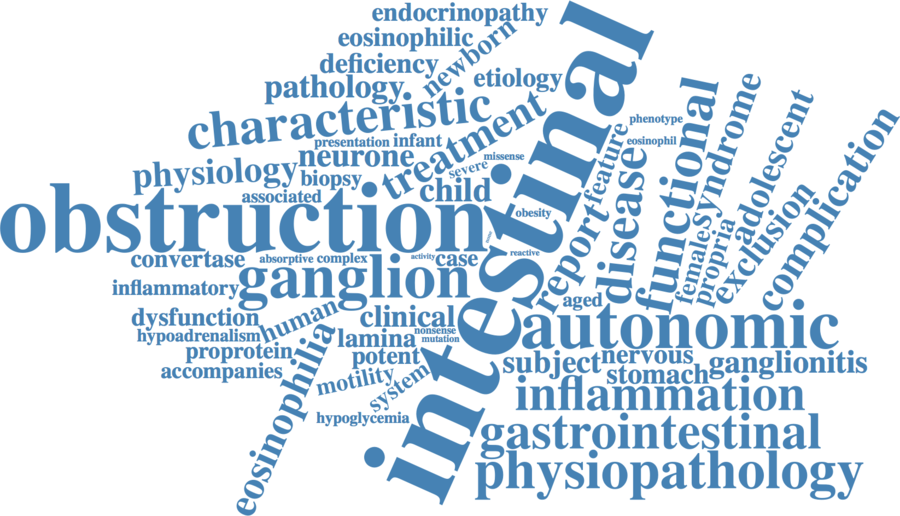 endocrinopathy
eosinophilic
newborn
deficiency
pathology
etiology
characteristic
treatment
intestinal
presentation
infant
neurone
physiology
biopsy
severe
missense
associated
child
obstruction
obesity
phenotype
eosinophil
feature
functional
syndrome
adolescent
complication
disease
report
female
propria
exclusion
convertase
absorptive
complex
activity
case
reactive
inflammatory
ganglion
aged
dysfunction
human
clinical
autonomic
hypoadrenalism
lamina
nonsense
mutation
proprotein
potent
subject
nervous
ganglionitis
accompanies
motility
system
stomach
eosinophilia
hypoglycemia
inflammation
gastrointestinal
physiopathology